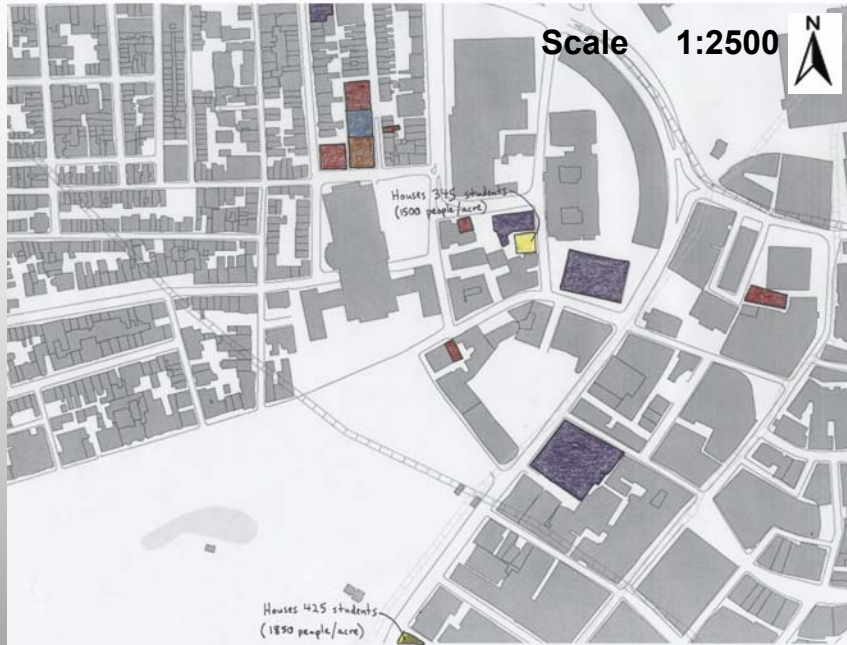 Scale 1:2500
N
Houses 345 students
(1500 people/acre)
Houses 425 students
(1850 people/acre)